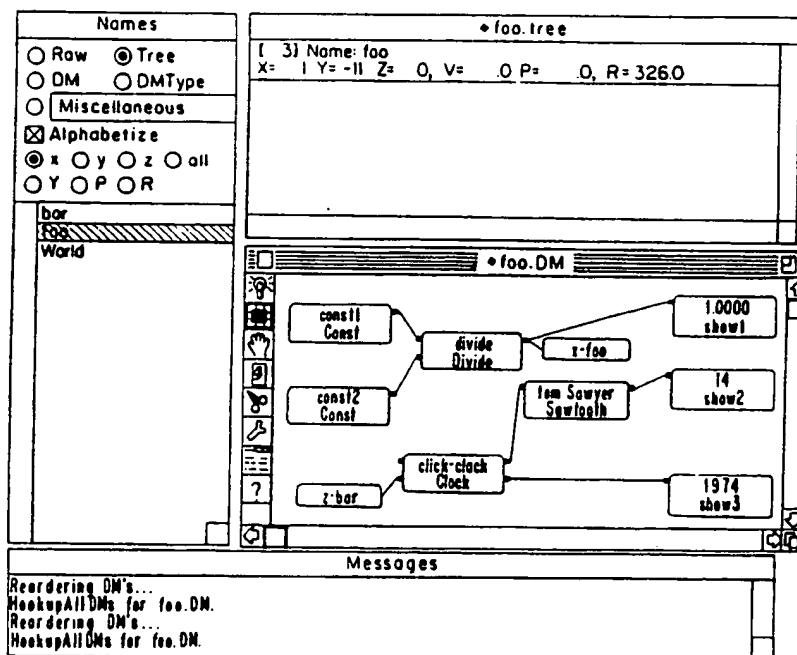 Names
Raw Tree
DM DMType
Miscellaneous
Alphabetize
x y z all
Y P R
bar
foo
World
foo.tree
[ 3] Name: foo
X= 1 Y= -11 Z= 0, V= .0 P= .0, R= 326.0
foo.DM
const1
Const
divide
Divide
x-foo
1.0000
show1
const2
Const
tom Sawyer
Sawtooth
14
show2
click-clack
Clock
z-bar
1974
show3
?
Messages
Reordering DM's...
HookupAllDMs for foo.DM.
Reordering DM's...
HookupAllDMs for foo.DM.